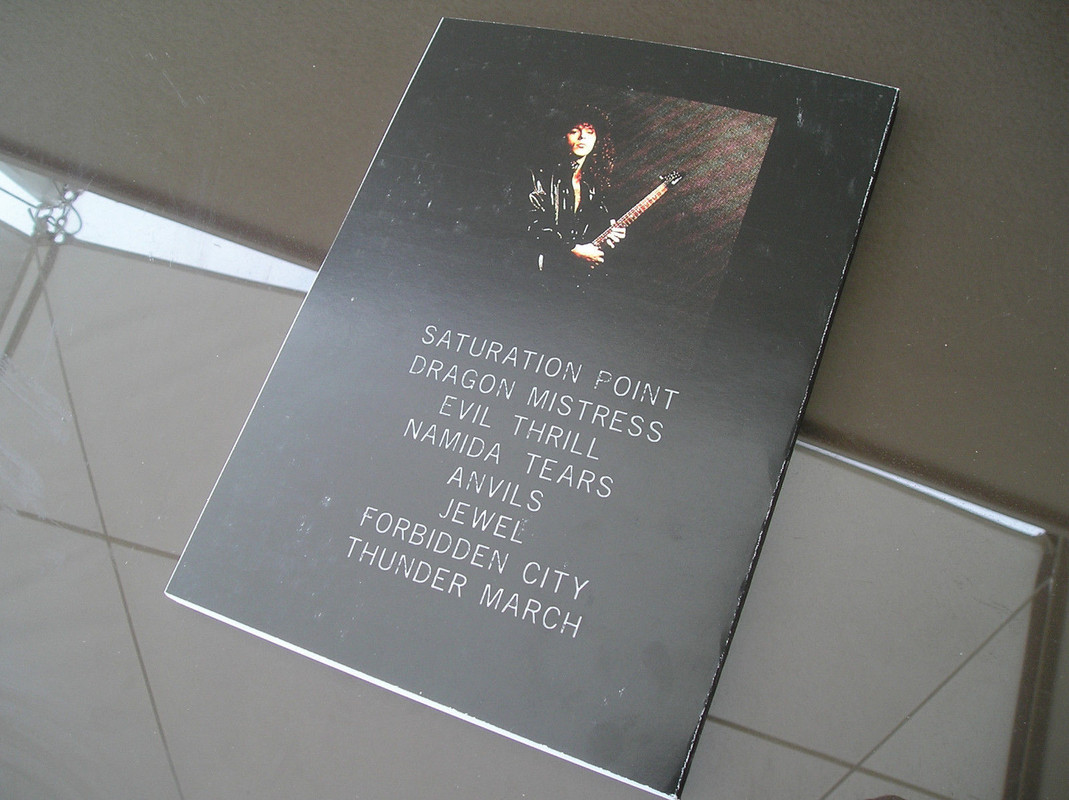 SATURATION POINT
DRAGON MISTRESS
EVIL THRILL
NAMIDA TEARS
ANVILS
JEWEL
FORBIDDEN CITY
THUNDER MARCH